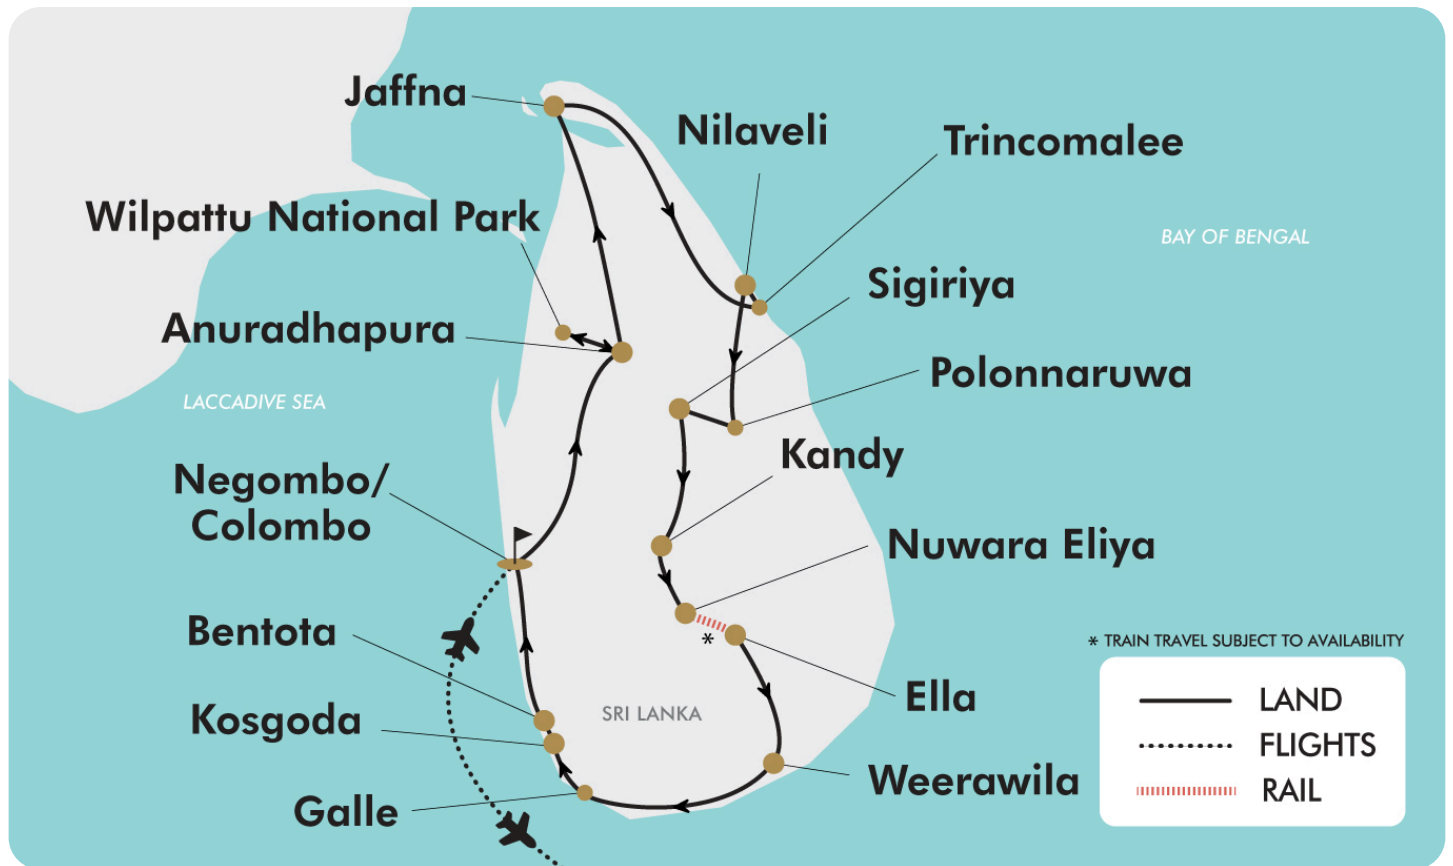 Jaffna
Nilaveli
Trincomalee
Wilpattu National Park
BAY OF BENGAL
Sigiriya
Anuradhapura
Polonnaruwa
LACCADIVE SEA
Kandy
Negombo/
Colombo
Nuwara Eliya
Bentota
* TRAIN TRAVEL SUBJECT TO AVAILABILITY
*
Ella
LAND
Kosgoda
SRI LANKA
FLIGHTS
Weerawila
RAIL
Galle